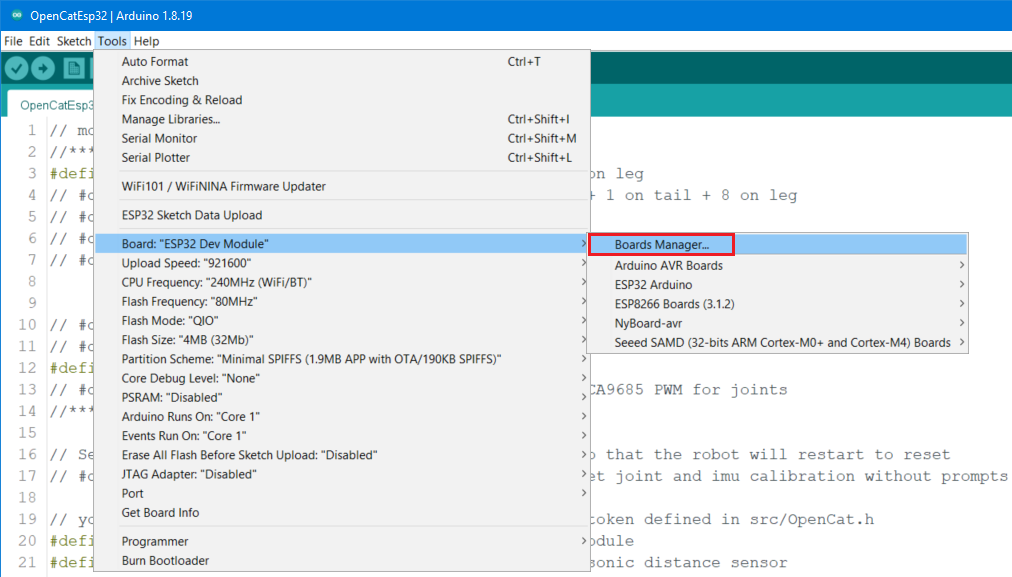 OpenCatEsp32 | Arduino 1.8.19
File Edit Sketch Tools Help
Auto Format Ctrl+T
Archive Sketch
Fix Encoding & Reload
Manage Libraries... Ctrl+Shift+I
Serial Monitor Ctrl+Shift+M
Serial Plotter Ctrl+Shift+L
WiFi101 / WiFiNINA Firmware Updater
ESP32 Sketch Data Upload
Board: "ESP32 Dev Module"
Upload Speed: "921600"
CPU Frequency: "240MHz (WiFi/BT)"
Flash Frequency: "80MHz"
Flash Mode: "QIO"
Flash Size: "4MB (32Mb)"
Partition Scheme: "Minimal SPIFFS (1.9MB APP with OTA/190KB SPIFFS)"
Core Debug Level: "None"
PSRAM: "Disabled"
Arduino Runs On: "Core 1"
Events Run On: "Core 1"
Erase All Flash Before Sketch Upload: "Disabled"
JTAG Adapter: "Disabled"
Port
Get Board Info
Programmer
Burn Bootloader
Boards Manager...
Arduino AVR Boards
ESP32 Arduino
ESP8266 Boards (3.1.2)
NyBoard-avr
Seeed SAMD (32-bits ARM Cortex-M0+ and Cortex-M4) Boards
OpenCatEsp3
1 // mo
2 //***
3 #defi on leg
4 // #d + 1 on tail + 8 on leg
5 // #d
6 // #d
7 // #d
8
9
10 // #d
11 // #d
12 #defi
13 // #d CA9685 PWM for joints
14 //***
15
16 // Se o that the robot will restart to reset
17 // #d et joint and imu calibration without prompts
18
19 // yo token defined in src/OpenCat.h
20 #defi odule
21 #defi sonic distance sensor